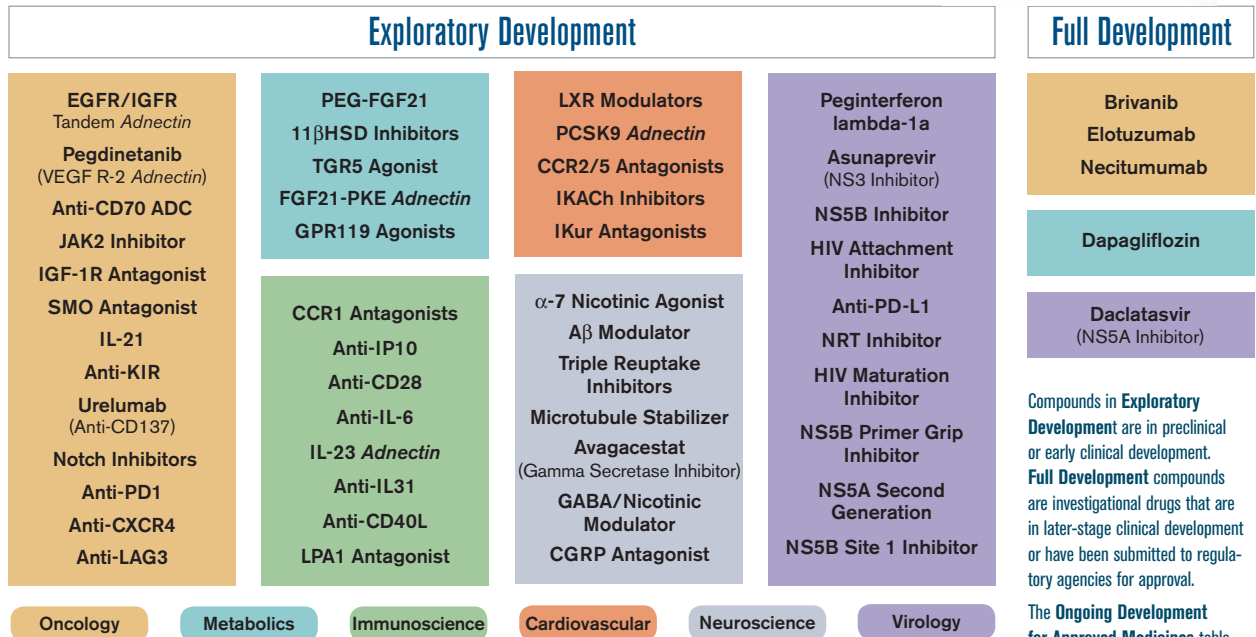 Exploratory Development
Full Development
EGFR/IGFR
Tandem Adnectin
Pegdinetanib
(VEGF R-2 Adnectin)
Anti-CD70 ADC
JAK2 Inhibitor
IGF-1R Antagonist
SMO Antagonist
IL-21
Anti-KIR
Urelumab
(Anti-CD137)
Notch Inhibitors
Anti-PD1
Anti-CXCR4
Anti-LAG3
PEG-FGF21
11βHSD Inhibitors
TGR5 Agonist
FGF21-PKE Adnectin
GPR119 Agonists
CCR1 Antagonists
Anti-IP10
Anti-CD28
Anti-IL-6
IL-23 Adnectin
Anti-IL31
Anti-CD40L
LPA1 Antagonist
LXR Modulators
PCSK9 Adnectin
CCR2/5 Antagonists
IKACh Inhibitors
IKur Antagonists
α-7 Nicotinic Agonist
Aβ Modulator
Triple Reuptake
Inhibitors
Microtubule Stabilizer
Avagacestat
(Gamma Secretase Inhibitor)
GABA/Nicotinic
Modulator
CGRP Antagonist
Peginterferon
lambda-1a
Asunaprevir
(NS3 Inhibitor)
NS5B Inhibitor
HIV Attachment
Inhibitor
Anti-PD-L1
NRT Inhibitor
HIV Maturation
Inhibitor
NS5B Primer Grip
Inhibitor
NS5A Second
Generation
NS5B Site 1 Inhibitor
Brivanib
Elotuzumab
Necitumumab
Dapagliflozin
Daclatasvir
(NS5A Inhibitor)
Compounds in Exploratory
Development are in preclinical
or early clinical development.
Full Development compounds
are investigational drugs that are
in later-stage clinical development
or have been submitted to regula-
tory agencies for approval.
The Ongoing Development
for Approved Medicines table
Oncology
Metabolics
Immunoscience
Cardiovascular
Neuroscience
Virology